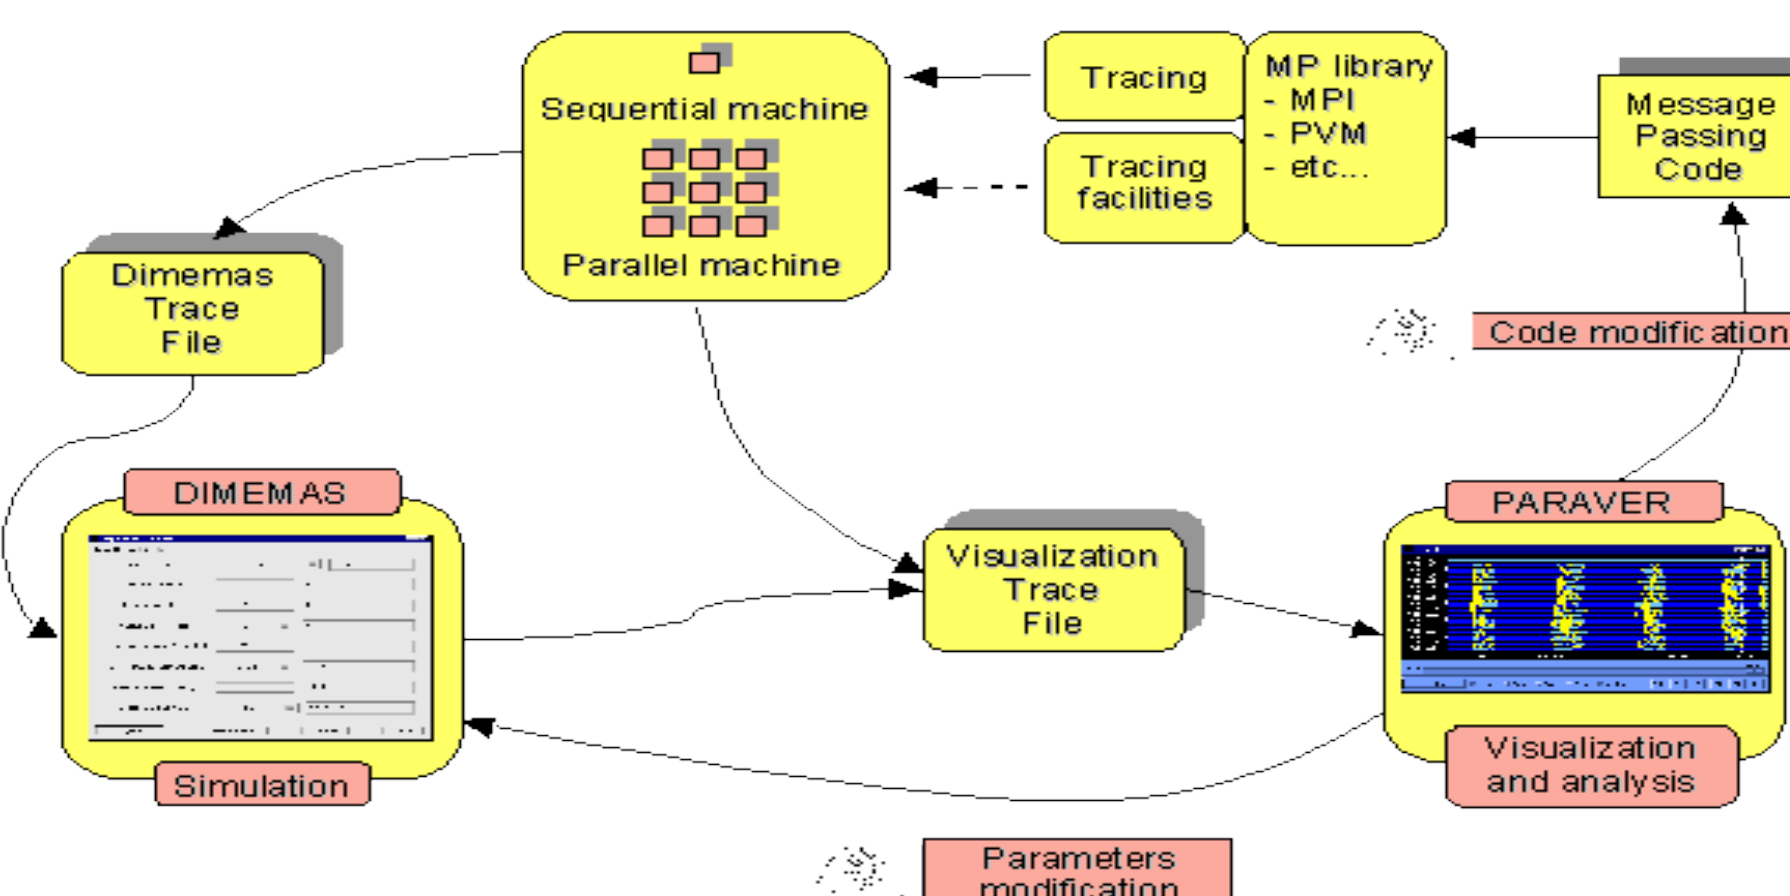 Sequential machine
Parallel machine
Tracing
Tracing
facilities
MP library
- MPI
- PVM
- etc...
Message
Passing
Code
Dimemas
Trace
File
Code modification
DIMEMAS
Simulation
Visualization
Trace
File
PARAVER
Visualization
and analysis
Parameters
modification